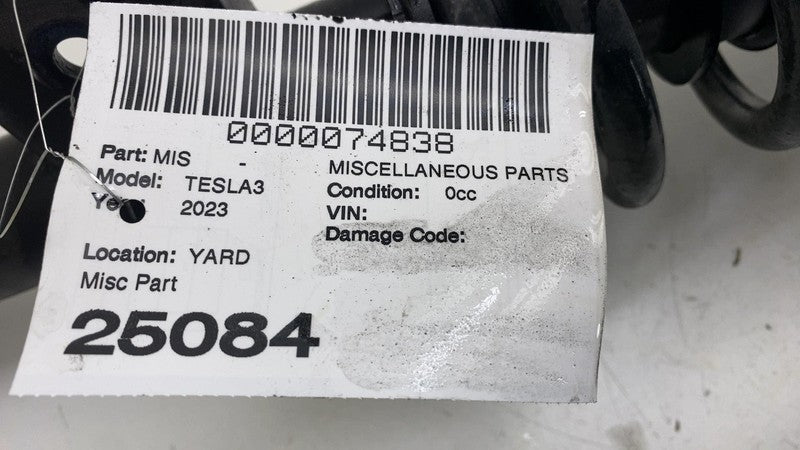 0000074838
Part: MIS -
MISCELLANEOUS PARTS
Model: TESLA3
Condition: 0cc
2023
VIN:
Damage Code:
Location: YARD
Misc Part
25084